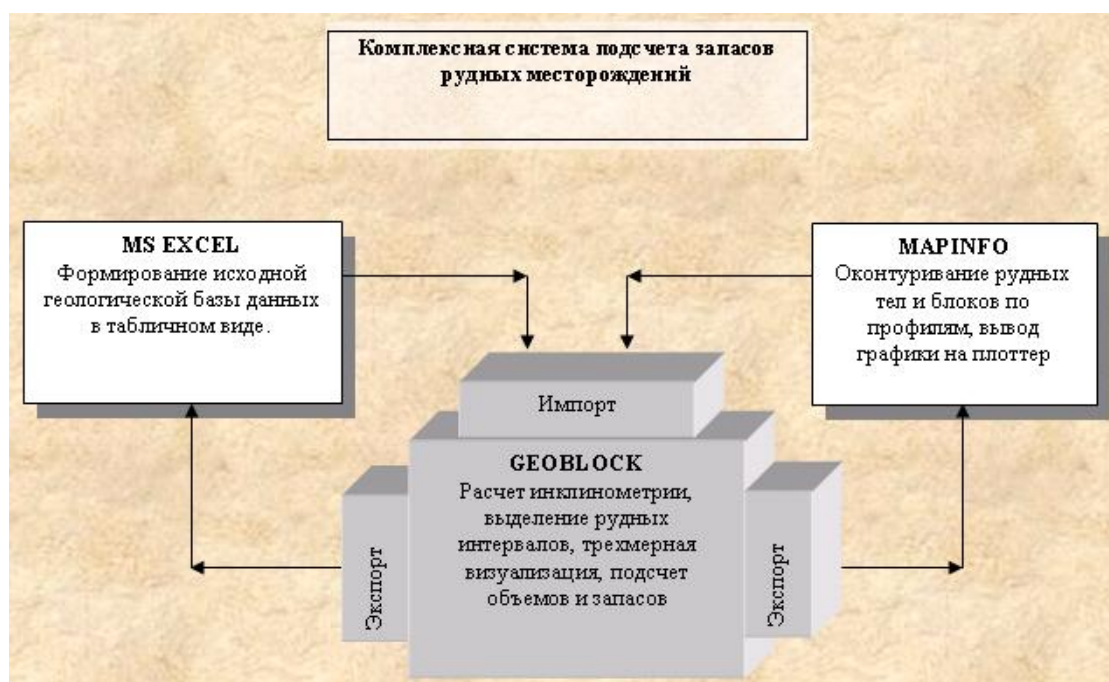 Комплексная система подсчета запасов
рудных месторождений
MS EXCEL
Формирование исходной
геологической базы данных
в табличном виде.
MAPINFO
Оконтуривание рудных
тел и блоков по
профилям, вывод
графики на плоттер
Импорт
GEOBLOCK
Расчет инклинометрии,
выделение рудных
интервалов, трехмерная
визуализация, подсчет
объемов и запасов
Экспорт
Экспорт